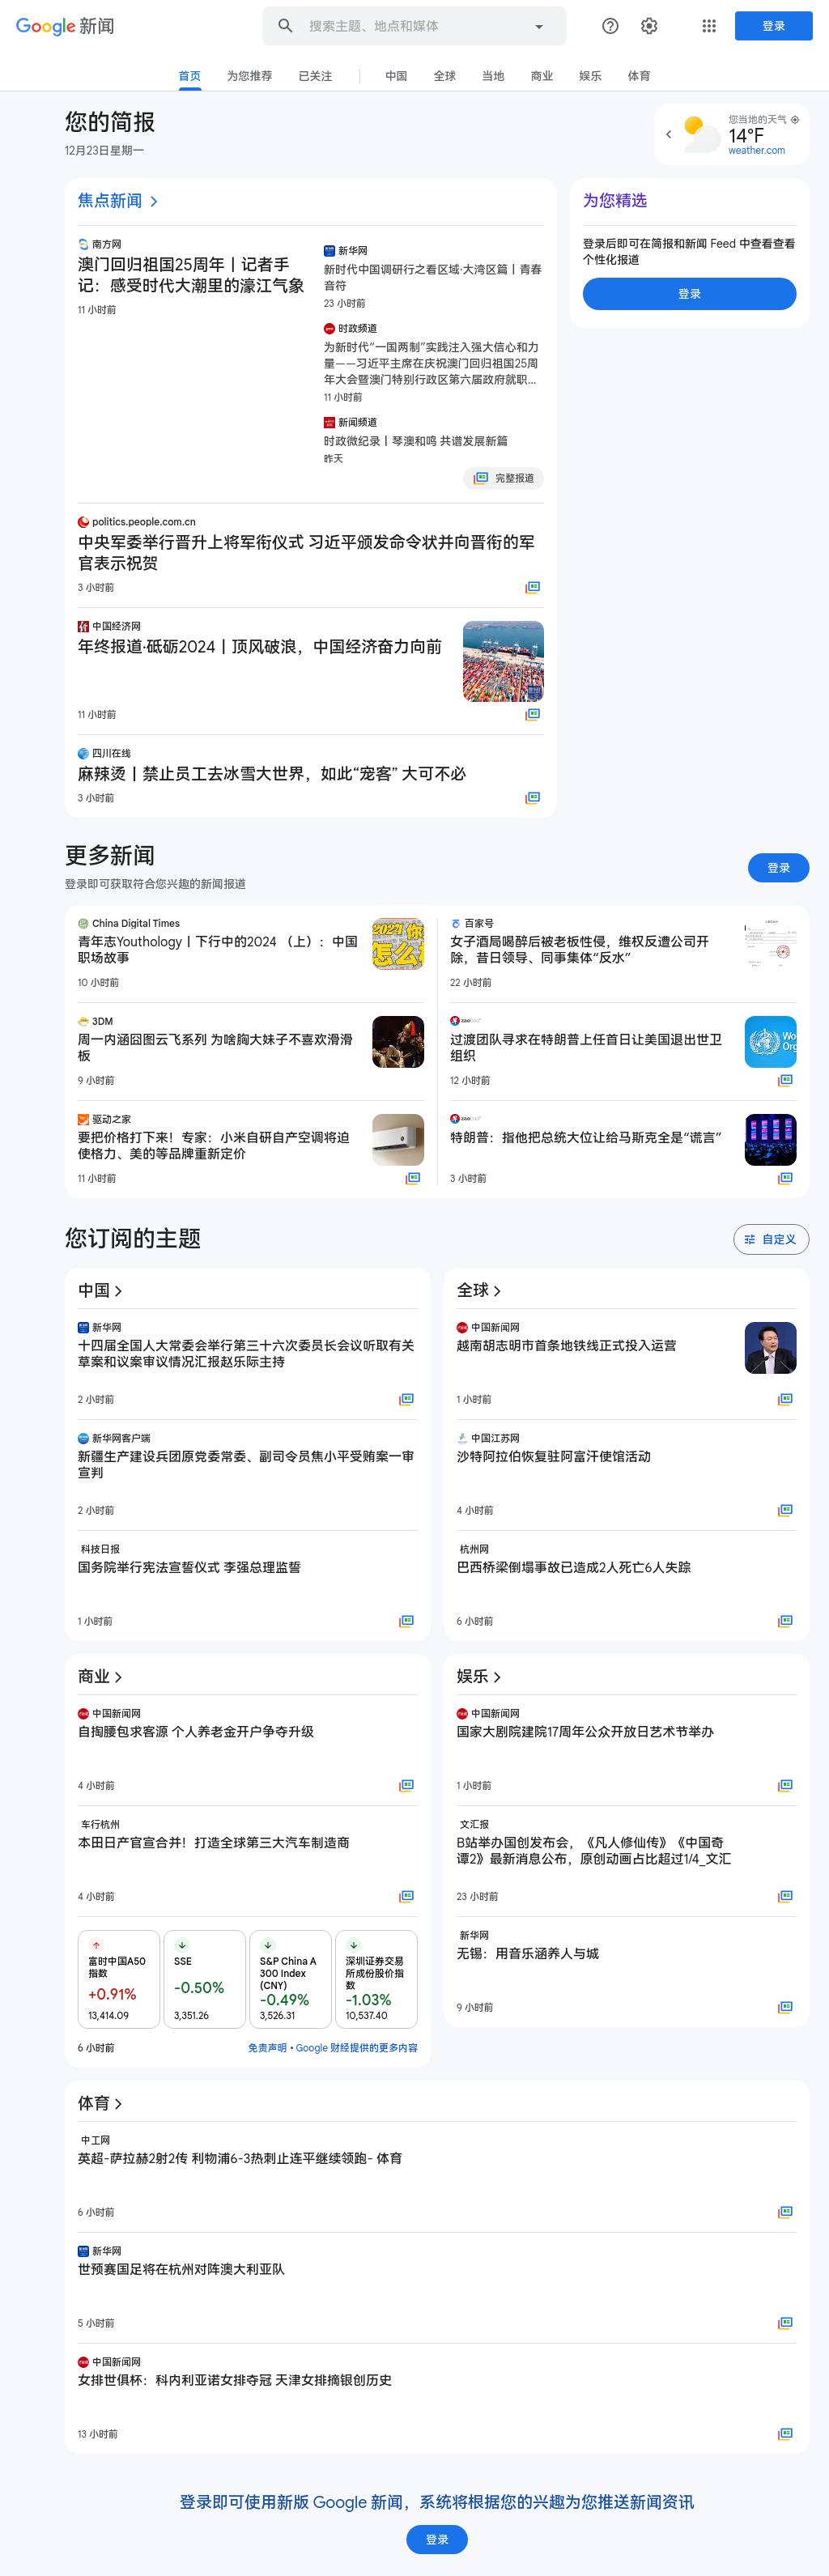 Google 新闻
搜索主题、地点和媒体
登录
首页
为您推荐
已关注
中国
全球
当地
商业
娱乐
体育
您的简报
12月23日星期一
您当地的天气
14°F
weather.com
焦点新闻
南方网
澳门回归祖国25周年丨记者手
记：感受时代大潮里的濠江气象
11 小时前
新华网
新时代中国调研行之看区域·大湾区篇丨青春
音符
23 小时前
时政频道
为新时代“一国两制”实践注入强大信心和力
量——习近平主席在庆祝澳门回归祖国25周
年大会暨澳门特别行政区第六届政府就职…
11 小时前
新闻频道
时政微纪录丨琴澳和鸣 共谱发展新篇
昨天
完整报道
politics.people.com.cn
中央军委举行晋升上将军衔仪式 习近平颁发命令状并向晋衔的军
官表示祝贺
3 小时前
中国经济网
年终报道·砥砺2024丨顶风破浪，中国经济奋力向前
11 小时前
四川在线
麻辣烫丨禁止员工去冰雪大世界，如此“宠客” 大可不必
3 小时前
为您精选
登录后即可在简报和新闻 Feed 中查看查看
个性化报道
登录
更多新闻
登录即可获取符合您兴趣的新闻报道
登录
China Digital Times
青年志Youthology丨下行中的2024 （上）：中国
职场故事
10 小时前
3DM
周一内涵囧图云飞系列 为啥胸大妹子不喜欢滑滑
板
9 小时前
驱动之家
要把价格打下来！专家：小米自研自产空调将迫
使格力、美的等品牌重新定价
11 小时前
百家号
女子酒局喝醉后被老板性侵，维权反遭公司开
除，昔日领导、同事集体“反水”
22 小时前
过渡团队寻求在特朗普上任首日让美国退出世卫
组织
12 小时前
特朗普：指他把总统大位让给马斯克全是“谎言”
3 小时前
您订阅的主题
自定义
中国
新华网
十四届全国人大常委会举行第三十六次委员长会议听取有关
草案和议案审议情况汇报赵乐际主持
2 小时前
新华网客户端
新疆生产建设兵团原党委常委、副司令员焦小平受贿案一审
宣判
2 小时前
科技日报
国务院举行宪法宣誓仪式 李强总理监誓
1 小时前
全球
中国新闻网
越南胡志明市首条地铁线正式投入运营
1 小时前
中国江苏网
沙特阿拉伯恢复驻阿富汗使馆活动
4 小时前
杭州网
巴西桥梁倒塌事故已造成2人死亡6人失踪
6 小时前
商业
中国新闻网
自掏腰包求客源 个人养老金开户争夺升级
4 小时前
车行杭州
本田日产官宣合并！打造全球第三大汽车制造商
4 小时前
富时中国A50
指数
+0.91%
13,414.09
SSE
-0.50%
3,351.26
S&P China A
300 Index
(CNY)
-0.49%
3,526.31
深圳证券交易
所成份股价指
数
-1.03%
10,537.40
6 小时前
免责声明 • Google 财经提供的更多内容
娱乐
中国新闻网
国家大剧院建院17周年公众开放日艺术节举办
1 小时前
文汇报
B站举办国创发布会，《凡人修仙传》《中国奇
谭2》最新消息公布，原创动画占比超过1/4_文汇
23 小时前
新华网
无锡：用音乐涵养人与城
9 小时前
体育
中工网
英超-萨拉赫2射2传 利物浦6-3热刺止连平继续领跑- 体育
6 小时前
新华网
世预赛国足将在杭州对阵澳大利亚队
5 小时前
中国新闻网
女排世俱杯：科内利亚诺女排夺冠 天津女排摘银创历史
13 小时前
登录即可使用新版 Google 新闻，系统将根据您的兴趣为您推送新闻资讯
登录